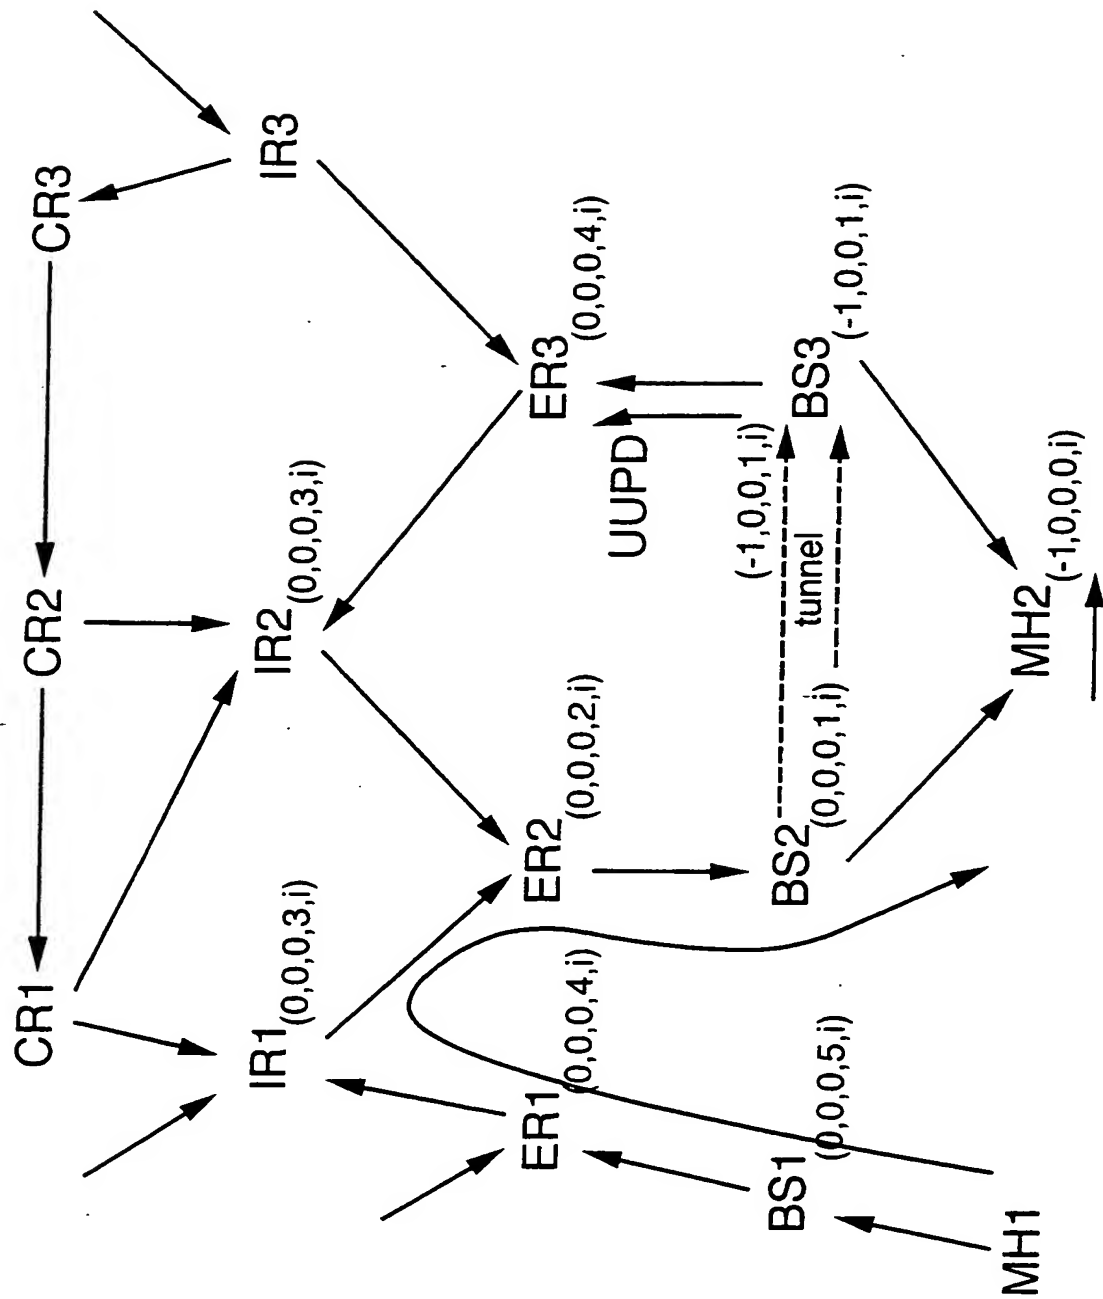 CR1
CR2
CR3
IR1
(0,0,0,3,i)
IR2
(0,0,0,3,i)
IR3
ER1
(0,0,0,4,i)
ER2
(0,0,0,2,i)
ER3
(0,0,0,4,i)
UUPD
(-1,0,0,1,i)
BS1
(0,0,0,5,i)
BS2
(0,0,0,1,i)
tunnel
BS3
(-1,0,0,1,i)
MH1
MH2
(-1,0,0,0,i)